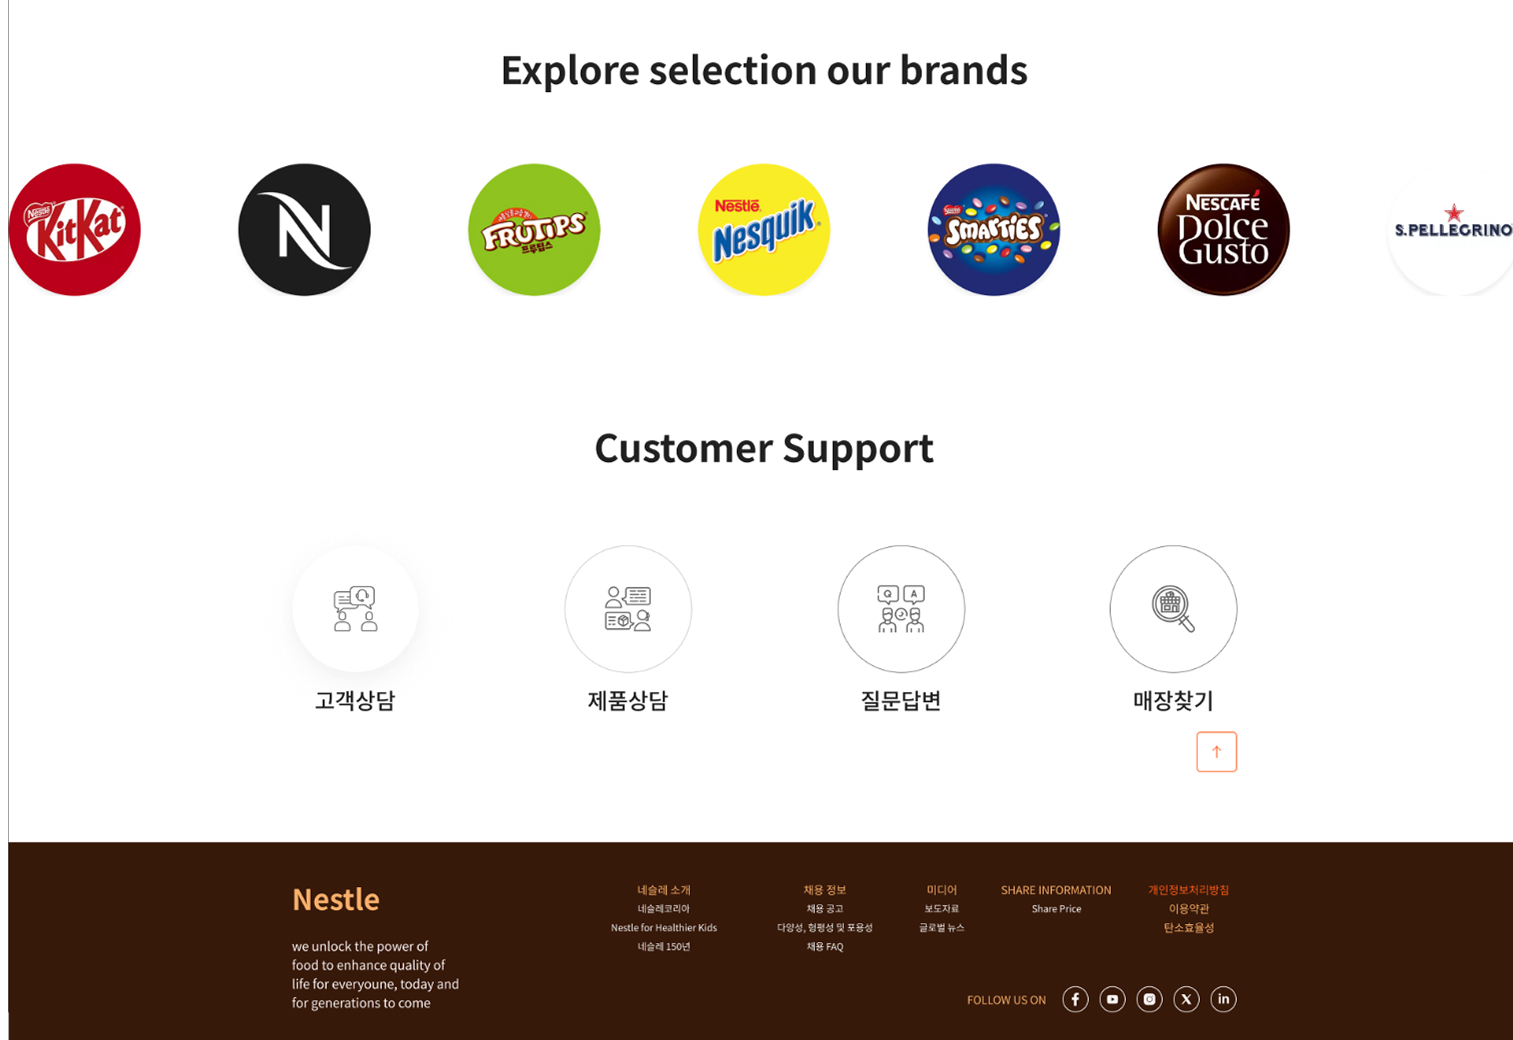 Explore selection our brands
Nestle KitKat
N
FRUTIPS
프루팁스
Nestlé
Nesquik
Nestlé
SMARTIES
NESCAFÉ
Dolce
Gusto
S.PELLEGRINO
Customer Support
Q A
고객상담
제품상담
질문답변
매장찾기
Nestle
we unlock the power of
food to enhance quality of
life for everyoune, today and
for generations to come
네슬레 소개
네슬레코리아
Nestle for Healthier Kids
네슬레 150년
채용 정보
채용 공고
다양성, 형평성 및 포용성
채용 FAQ
미디어
보도자료
글로벌 뉴스
SHARE INFORMATION
Share Price
개인정보처리방침
이용약관
탄소효율성
FOLLOW US ON